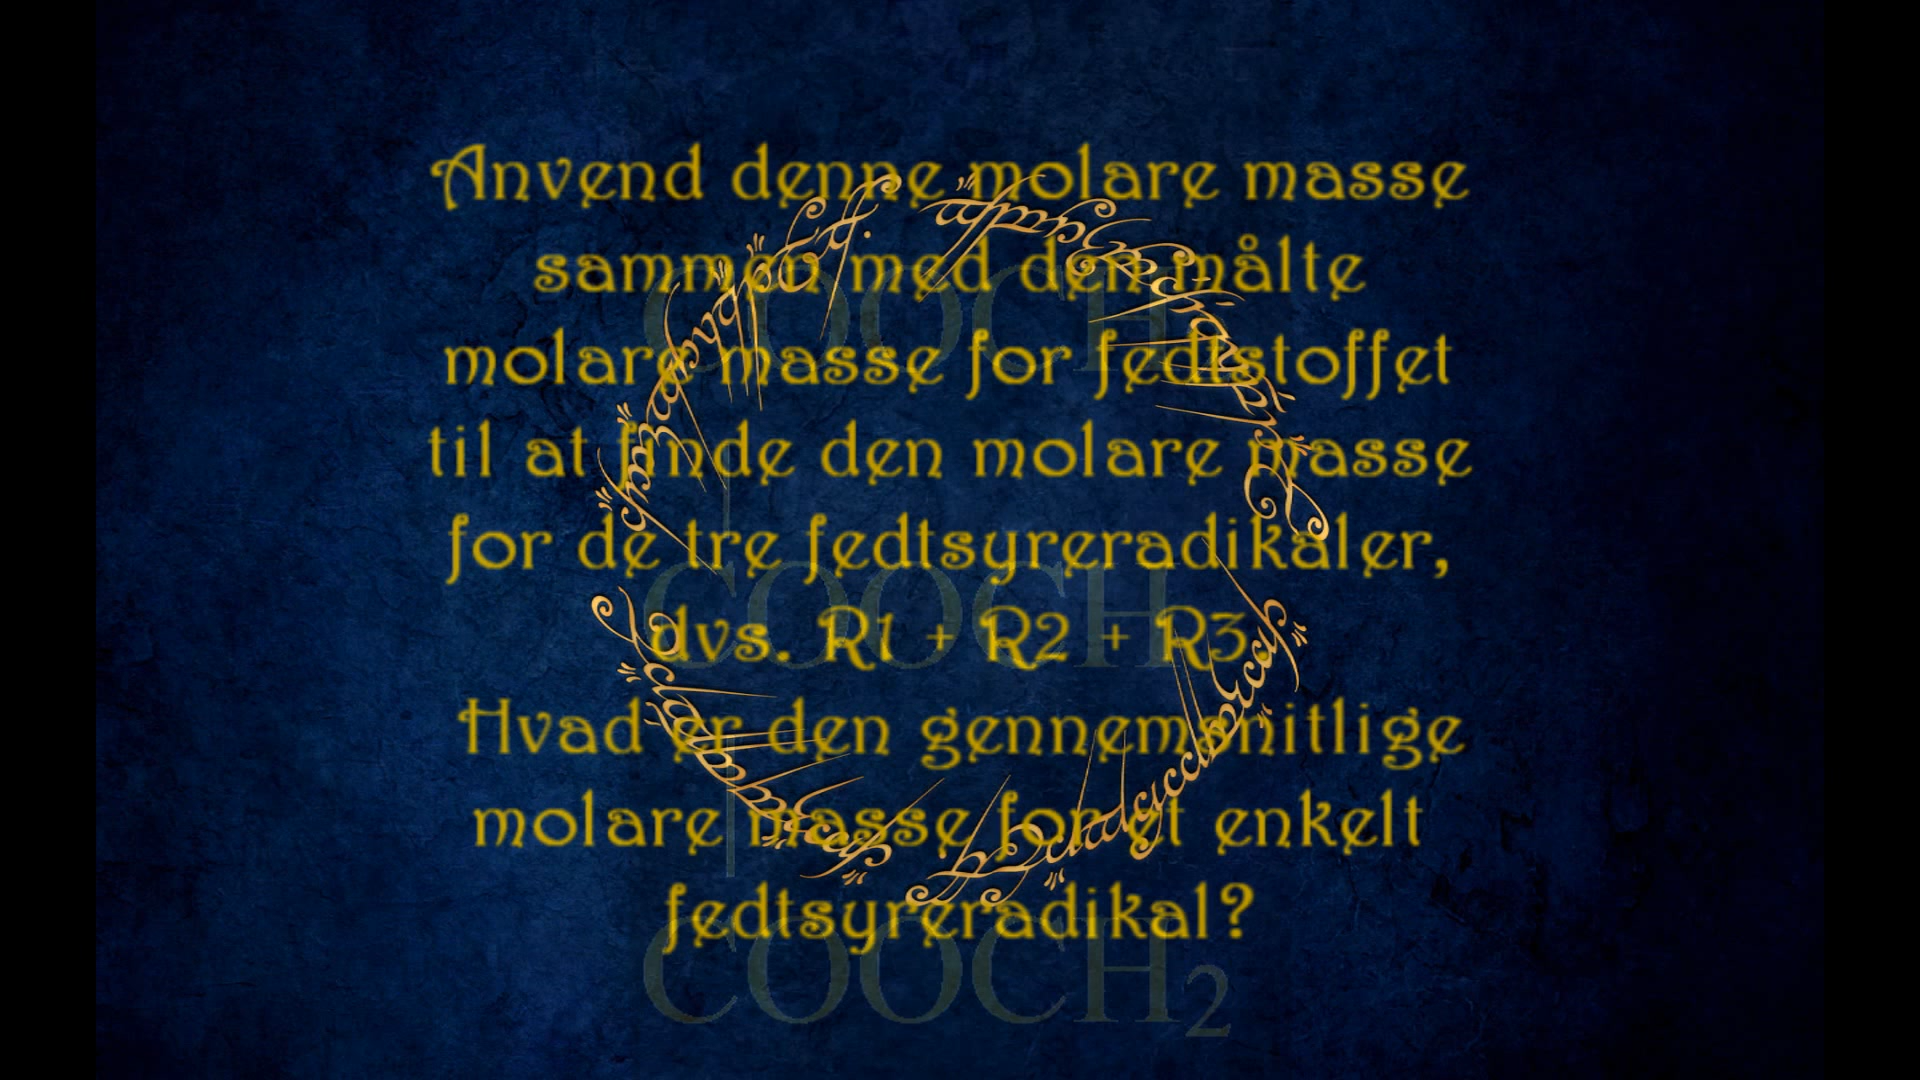 Anvend denne molare masse
sammen med den målte
molare masse for fedtstoffet
til at finde den molare masse
for de tre fedtsyreradikaler,
dvs. R1 + R2 + R3.
Hvad er den gennemsnitlige
molare masse for et enkelt
fedtsyreradikal?
COOCH
COOCH
COOCH2